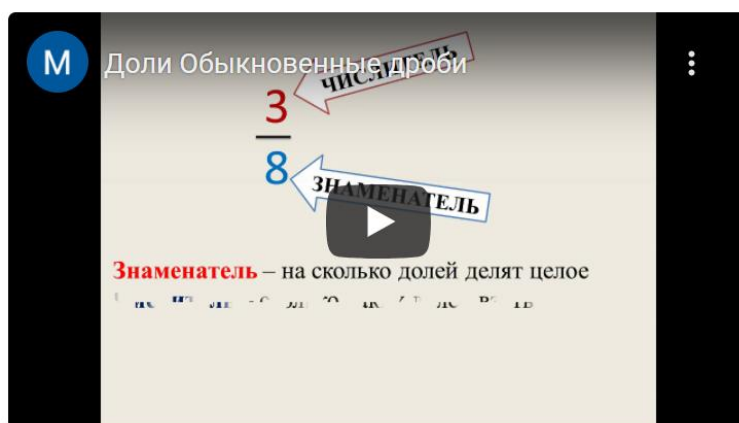 М
Доли Обыкновенные дроби
ЧИСЛИТЕЛЬ
3
8
ЗНАМЕНАТЕЛЬ
Знаменатель – на сколько долей делят целое